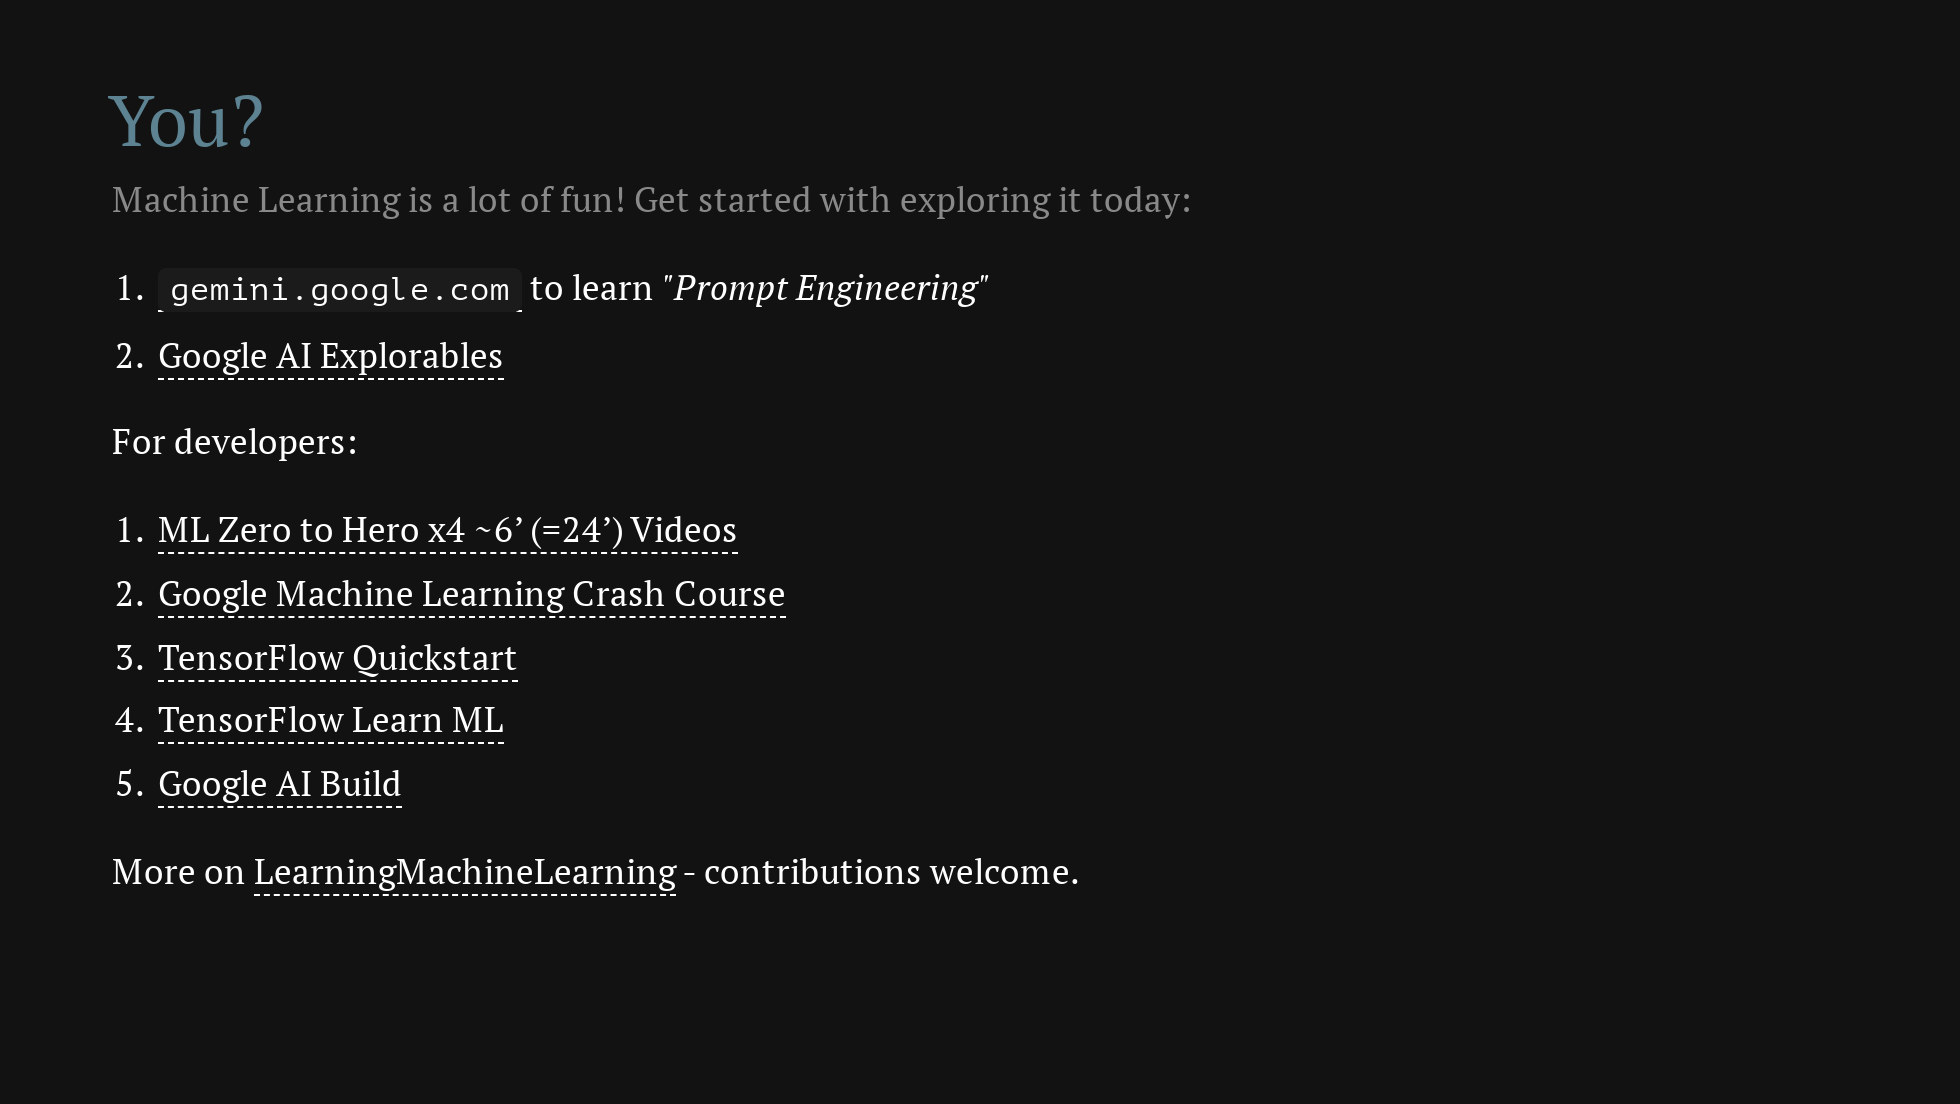 You?
Machine Learning is a lot of fun! Get started with exploring it today:
1. gemini.google.com to learn "Prompt Engineering"
2. Google AI Explorables
For developers:
1. ML Zero to Hero x4 ~6’ (=24’) Videos
2. Google Machine Learning Crash Course
3. TensorFlow Quickstart
4. TensorFlow Learn ML
5. Google AI Build
More on LearningMachineLearning - contributions welcome.